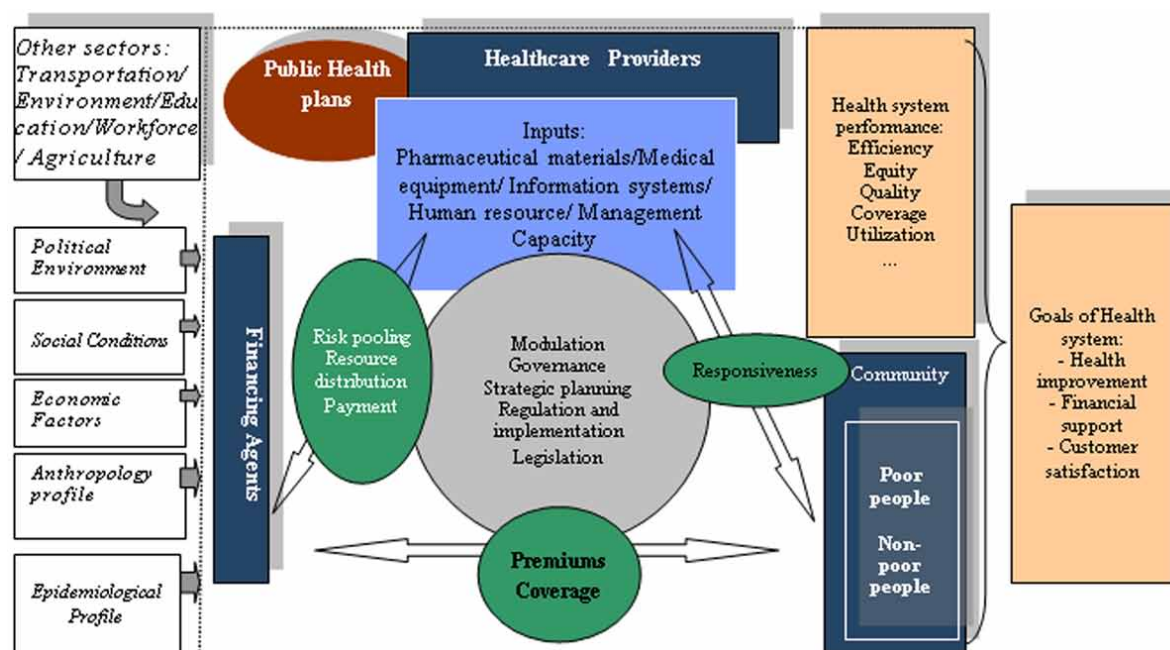 Other sectors:
Transportation/
Environment/Edu
cation/Workforce
/ Agriculture
Political
Environment
Social Conditions
Economic
Factors
Anthropology
profile
Epidemiological
Profile
Financing Agents
Public Health
plans
Healthcare Providers
Inputs:
Pharmaceutical materials/Medical
equipment/ Information systems/
Human resource/ Management
Capacity
Risk pooling
Resource
distribution
Payment
Modulation
Governance
Strategic planning
Regulation and
implementation
Legislation
Responsiveness
Premiums
Coverage
Health system
performance:
Efficiency
Equity
Quality
Coverage
Utilization
...
Community
Poor
people
Non-
poor
people
Goals of Health
system:
- Health
improvement
- Financial
support
- Customer
satisfaction